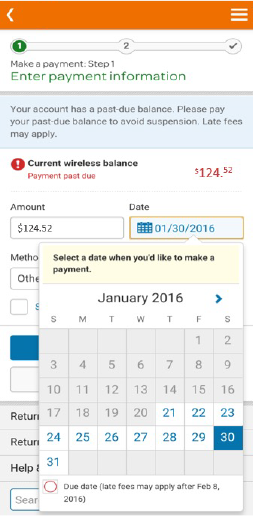 1
2
Make a payment: Step 1
Enter payment information
Your account has a past-due balance. Please pay
your past-due balance to avoid suspension. Late fees
may apply.
Current wireless balance
Payment past due
$124.52
Amount
Date
$124.52
01/30/2016
Metho
Othe
S
Select a date when you'd like to make a
payment.
January 2016
S M T W T F S
1 2
3 4 5 6 7 8 9
10 11 12 13 14 15 16
17 18 19 20 21 22 23
24 25 26 27 28 29 30
31
Due date (late fees may apply after Feb 8,
2016)
Retur
Retur
Help &
Sear